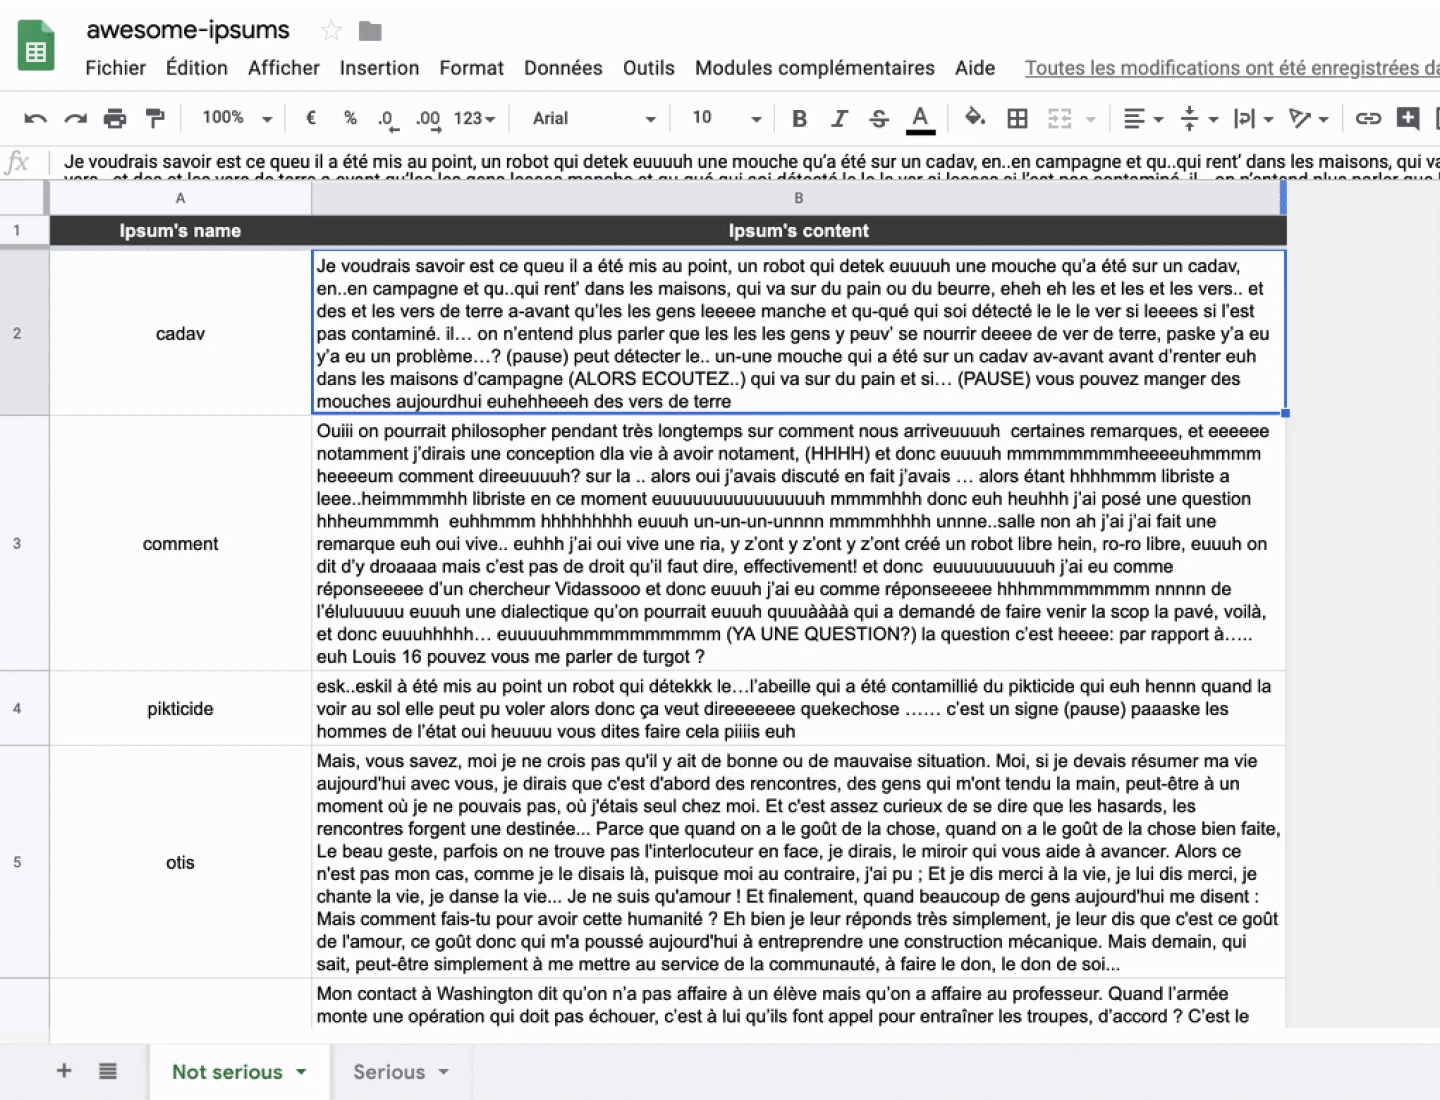 awesome-ipsums
Fichier Édition Afficher Insertion Format Données Outils Modules complémentaires Aide Toutes les modifications ont été enregistrées da
100% € % .0 .00 123 Arial 10 B I S A
fx Je voudrais savoir est ce queu il a été mis au point, un robot qui detek euuuuh une mouche qu’a été sur un cadav, en..en campagne et qu..qui rent’ dans les maisons, qui va
A B
1 Ipsum's name Ipsum's content
Je voudrais savoir est ce queu il a été mis au point, un robot qui detek euuuuh une mouche qu’a été sur un cadav,
en..en campagne et qu..qui rent’ dans les maisons, qui va sur du pain ou du beurre, eheh eh les et les et les vers.. et
des et les vers de terre a-avant qu’les les gens leeeee manche et qu-qué qui soi détecté le le le ver si leeees si l’est
2 cadav pas contaminé. il… on n’entend plus parler que les les les gens y peuv’ se nourrir deeee de ver de terre, paske y’a eu
y’a eu un problème…? (pause) peut détecter le.. un-une mouche qui a été sur un cadav av-avant avant d’renter euh
dans les maisons d’campagne (ALORS ECOUTEZ..) qui va sur du pain et si… (PAUSE) vous pouvez manger des
mouches aujourdhui euhehheeeh des vers de terre
Ouiii on pourrait philosopher pendant très longtemps sur comment nous arriveuuuuh certaines remarques, et eeeeee
notamment j’dirais une conception dla vie à avoir notament, (HHHH) et donc euuuuh mmmmmmmmheeeeuhmmmm
heeeeum comment direeuuuuh? sur la .. alors oui j’avais discuté en fait j’avais … alors étant hhhhmmm libriste a
leee..heimmmmhh libriste en ce moment euuuuuuuuuuuuuuuh mmmmhhh donc euh heuhhh j’ai posé une question
hhheummmmh euhhmmm hhhhhhhhh euuuh un-un-un-unnnn mmmmhhhh unnne..salle non ah j’ai j’ai fait une
3 comment remarque euh oui vive.. euhhh j’ai oui vive une ria, y z’ont y z’ont y z’ont créé un robot libre hein, ro-ro libre, euuuh on
dit d’y droaaaa mais c’est pas de droit qu’il faut dire, effectivement! et donc euuuuuuuuuuh j’ai eu comme
réponseeeee d’un chercheur Vidassooo et donc euuuh j’ai eu comme réponseeeee hhhmmmmmmmmm nnnnn de
l’éluluuuuu euuuh une dialectique qu’on pourrait euuuh quuuàààà qui a demandé de faire venir la scop la pavé, voilà,
et donc euuuhhhhh… euuuuuhmmmmmmmmmm (YA UNE QUESTION?) la question c’est heeee: par rapport à…..
euh Louis 16 pouvez vous me parler de turgot ?
esk..eskil à été mis au point un robot qui détekkk le…l’abeille qui a été contamillié du pikticide qui euh hennn quand la
4 pikticide voir au sol elle peut pu voler alors donc ça veut direeeeeee quekechose …… c’est un signe (pause) paaaske les
hommes de l’état oui heuuuu vous dites faire cela piiiis euh
Mais, vous savez, moi je ne crois pas qu'il y ait de bonne ou de mauvaise situation. Moi, si je devais résumer ma vie
aujourd'hui avec vous, je dirais que c'est d'abord des rencontres, des gens qui m'ont tendu la main, peut-être à un
moment où je ne pouvais pas, où j'étais seul chez moi. Et c'est assez curieux de se dire que les hasards, les
rencontres forgent une destinée... Parce que quand on a le goût de la chose, quand on a le goût de la chose bien faite,
Le beau geste, parfois on ne trouve pas l'interlocuteur en face, je dirais, le miroir qui vous aide à avancer. Alors ce
5 otis n'est pas mon cas, comme je le disais là, puisque moi au contraire, j'ai pu ; Et je dis merci à la vie, je lui dis merci, je
chante la vie, je danse la vie... Je ne suis qu'amour ! Et finalement, quand beaucoup de gens aujourd'hui me disent :
Mais comment fais-tu pour avoir cette humanité ? Eh bien je leur réponds très simplement, je leur dis que c'est ce goût
de l'amour, ce goût donc qui m'a poussé aujourd'hui à entreprendre une construction mécanique. Mais demain, qui
sait, peut-être simplement à me mettre au service de la communauté, à faire le don, le don de soi...
Mon contact à Washington dit qu’on n’a pas affaire à un élève mais qu’on a affaire au professeur. Quand l’armée
monte une opération qui doit pas échouer, c’est à lui qu’ils font appel pour entraîner les troupes, d’accord ? C’est le
+ Not serious Serious